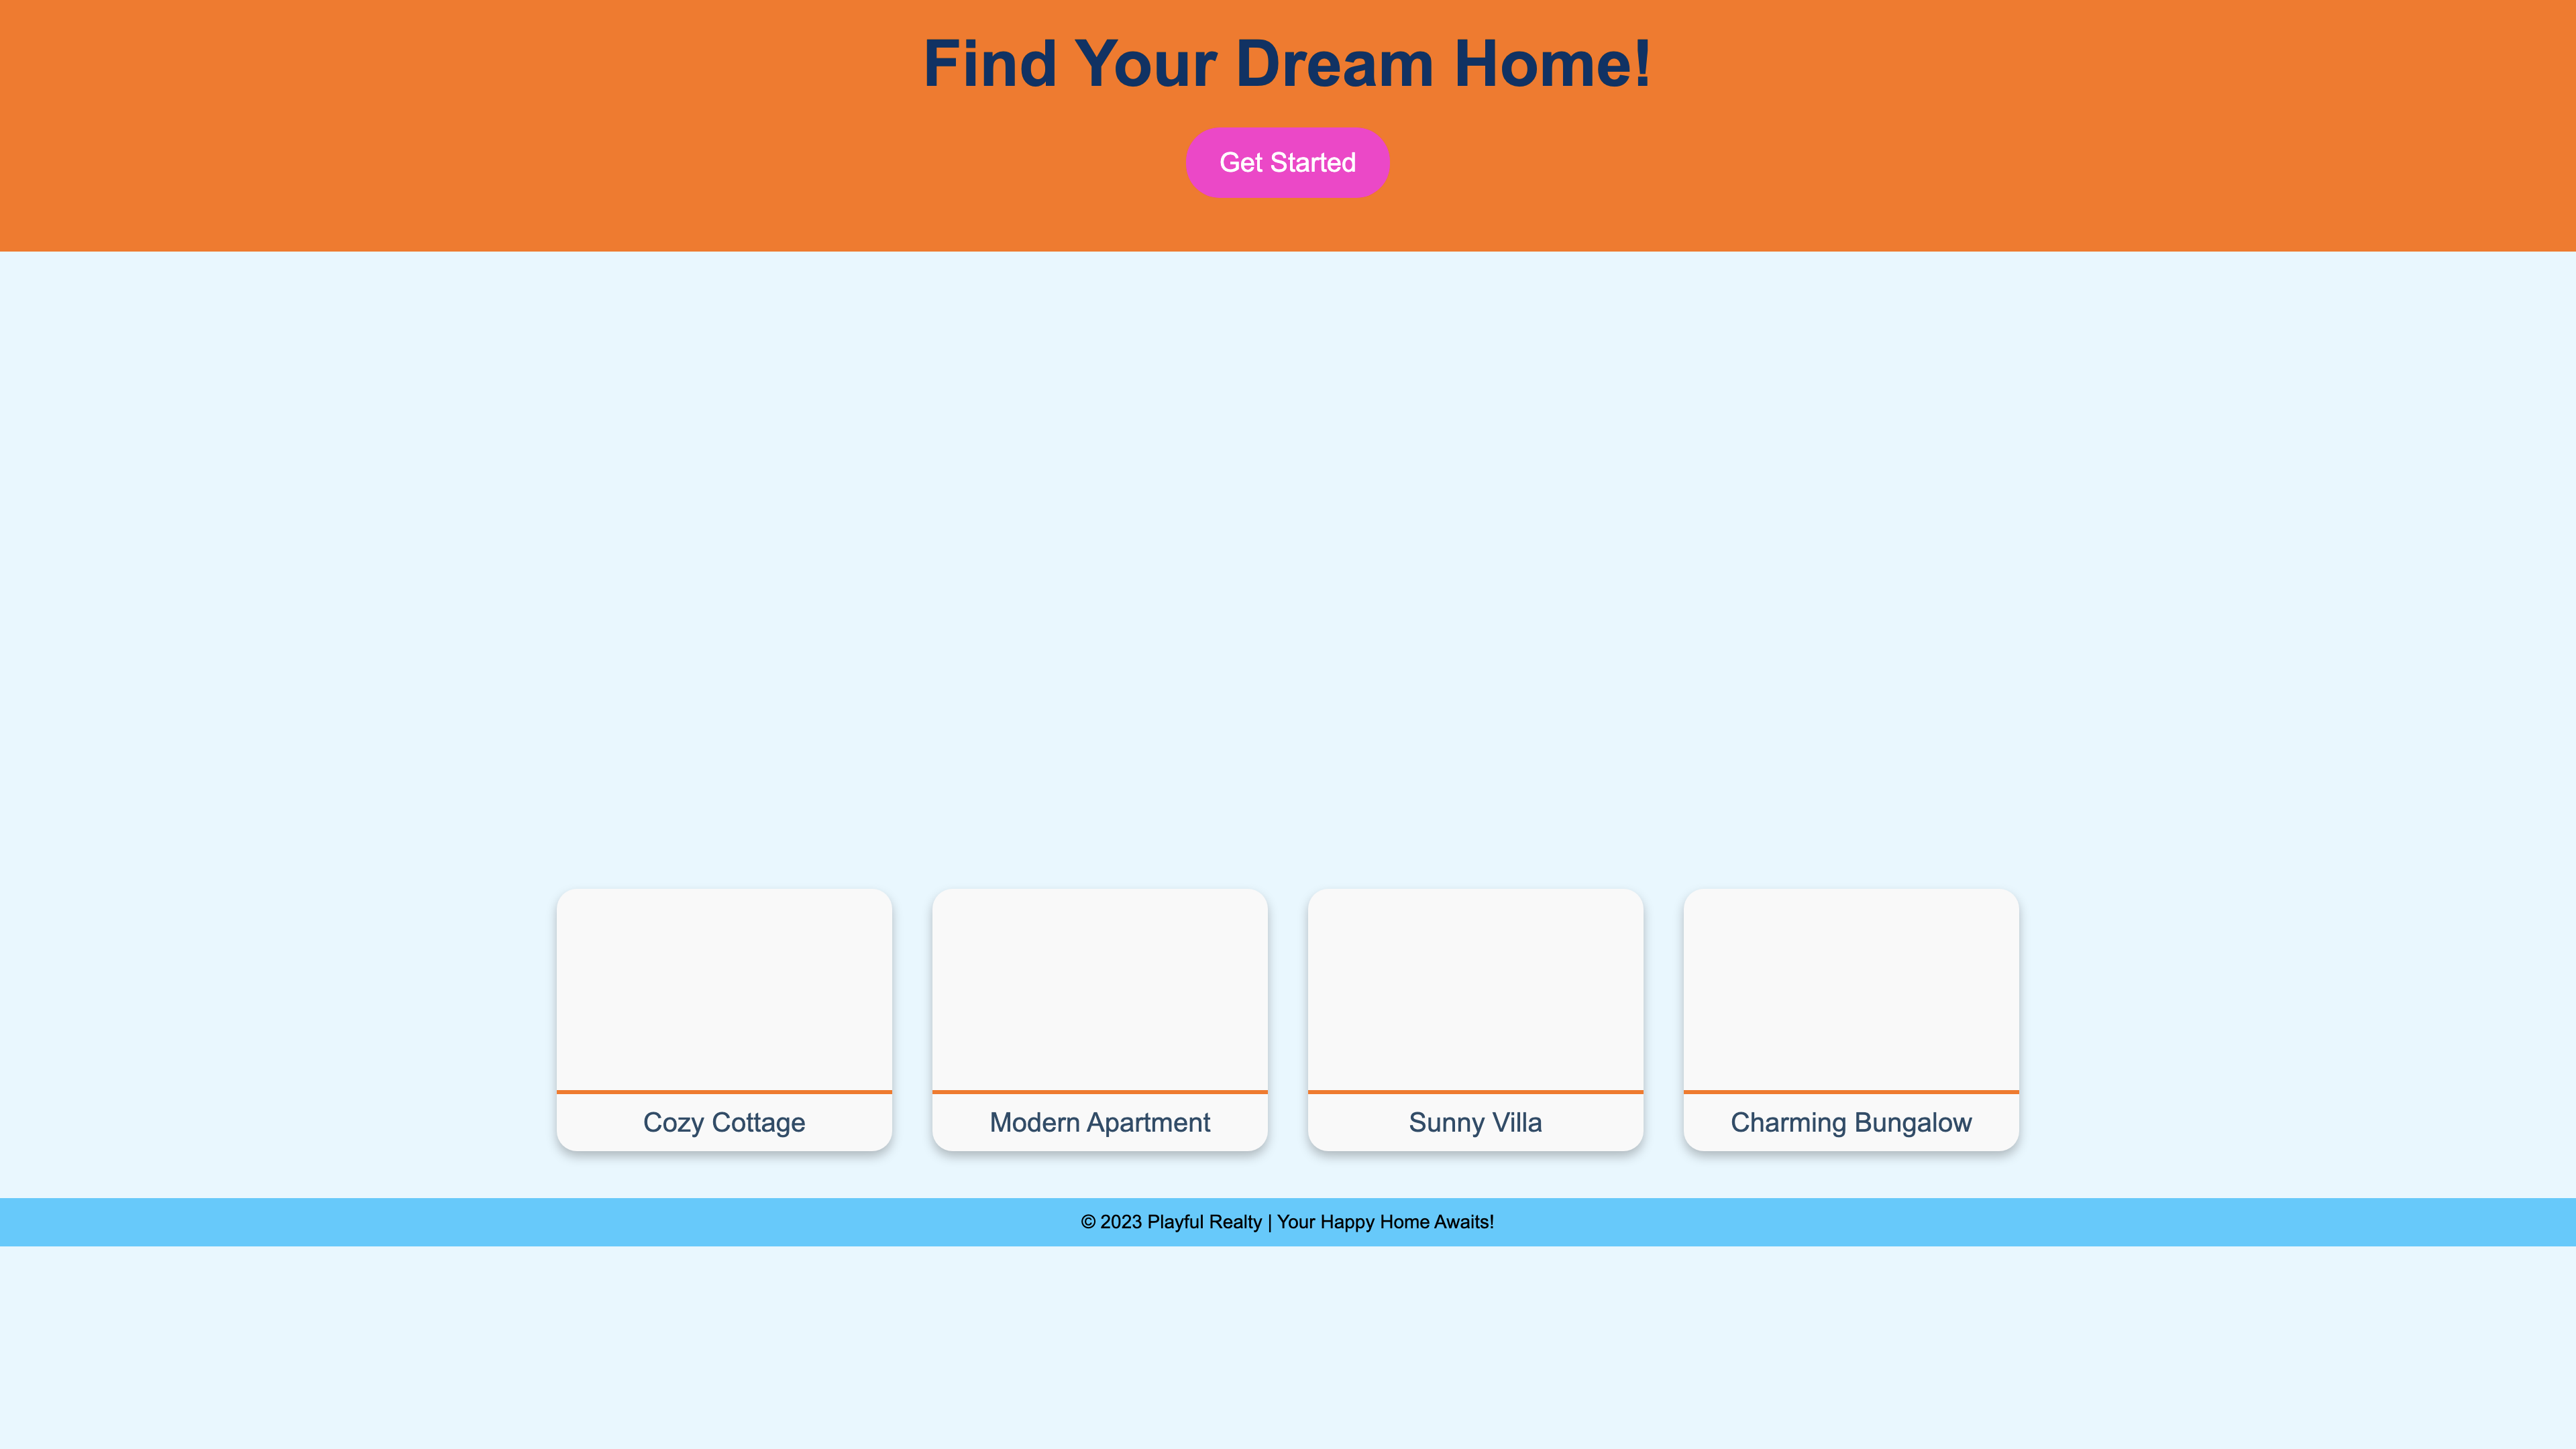 Find Your Dream Home!
Get Started
Cozy Cottage
Modern Apartment
Sunny Villa
Charming Bungalow
© 2023 Playful Realty | Your Happy Home Awaits!